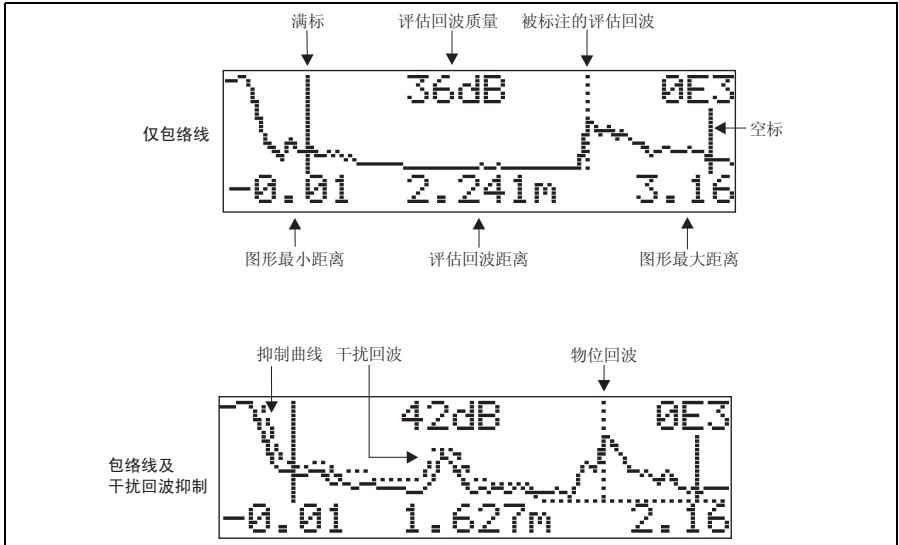 满标 评估回波质量 被标注的评估回波
36dB 0E3
仅包络线
空标
-0.01 2.241m 3.16
图形最小距离 评估回波距离 图形最大距离
抑制曲线 干扰回波 物位回波
42dB 0E3
包络线及
干扰回波抑制
-0.01 1.627m 2.16